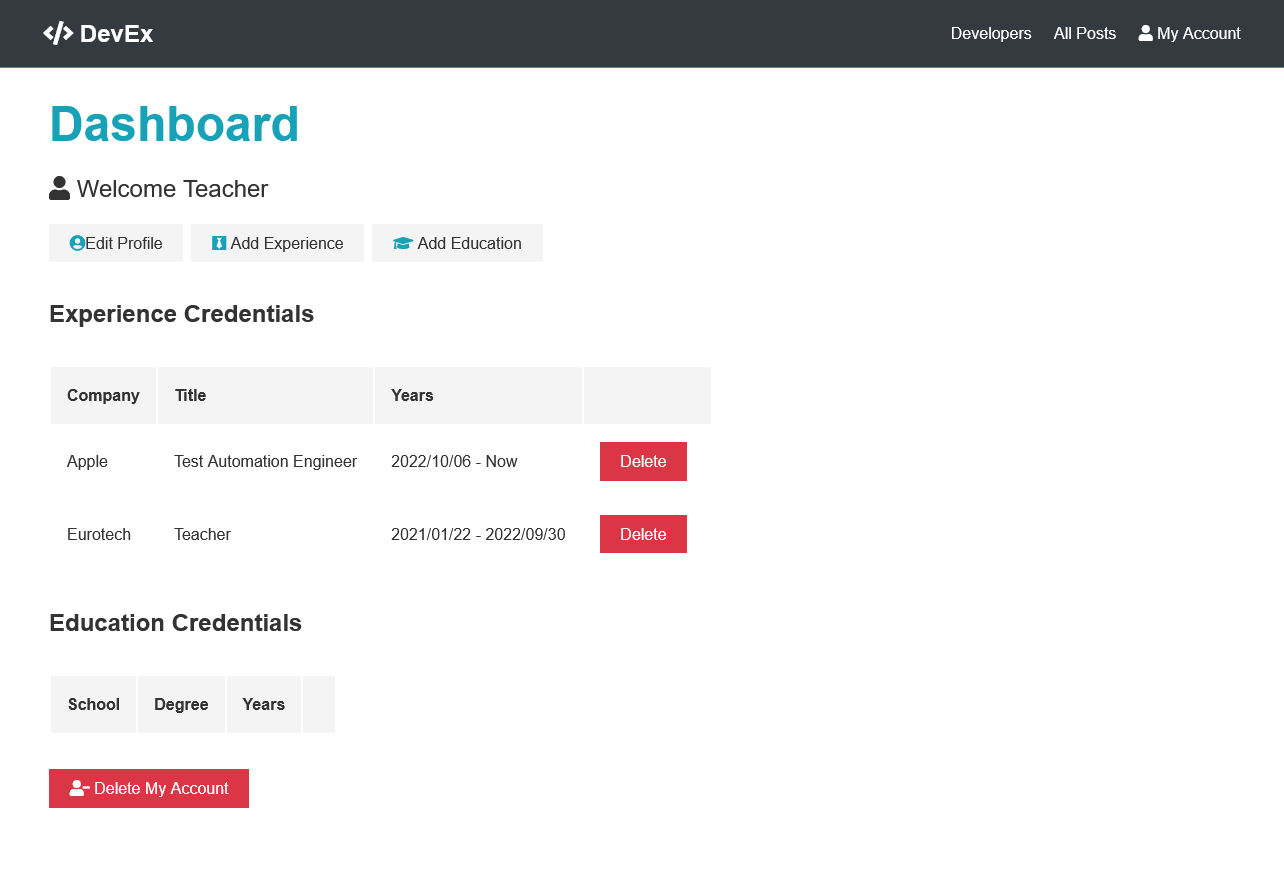 DevEx Developers All Posts My Account
Dashboard
Welcome Teacher
Edit Profile Add Experience Add Education
Experience Credentials
Company Title Years
Apple Test Automation Engineer 2022/10/06 - Now Delete
Eurotech Teacher 2021/01/22 - 2022/09/30 Delete
Education Credentials
School Degree Years
Delete My Account